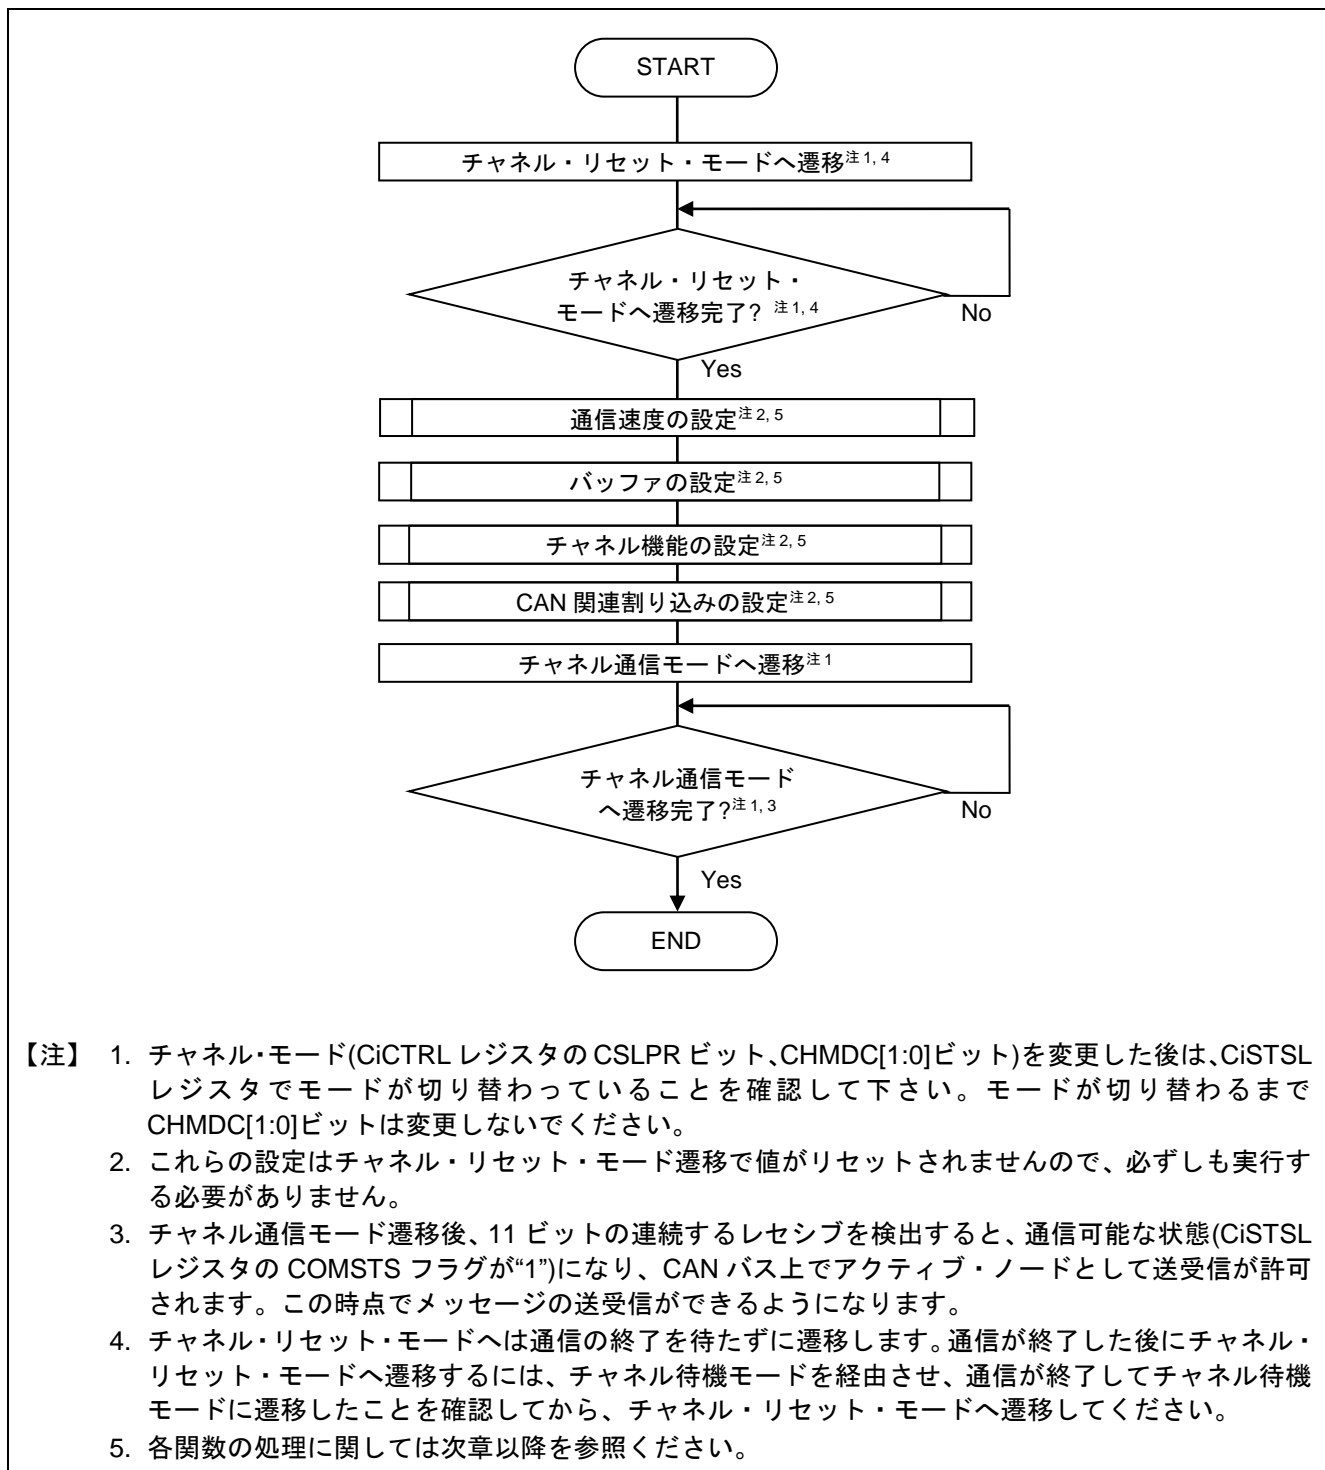 START
チャネル・リセット・モードへ遷移注 1, 4
チャネル・リセット・
モードへ遷移完了? 注 1, 4
No
Yes
通信速度の設定注 2, 5
バッファの設定注 2, 5
チャネル機能の設定注 2, 5
CAN 関連割り込みの設定注 2, 5
チャネル通信モードへ遷移注 1
チャネル通信モード
へ遷移完了?注 1, 3
No
Yes
END
【注】 1. チャネル・モード(CiCTRL レジスタの CSLPR ビット、CHMDC[1:0]ビット)を変更した後は、CiSTSL
レジスタでモードが切り替わっていることを確認して下さい。モードが切り替わるまで
CHMDC[1:0]ビットは変更しないでください。
2. これらの設定はチャネル・リセット・モード遷移で値がリセットされませんので、必ずしも実行す
る必要がありません。
3. チャネル通信モード遷移後、11 ビットの連続するレセシブを検出すると、通信可能な状態(CiSTSL
レジスタの COMSTS フラグが“1”)になり、CAN バス上でアクティブ・ノードとして送受信が許可
されます。この時点でメッセージの送受信ができるようになります。
4. チャネル・リセット・モードへは通信の終了を待たずに遷移します。通信が終了した後にチャネル・
リセット・モードへ遷移するには、チャネル待機モードを経由させ、通信が終了してチャネル待機
モードに遷移したことを確認してから、チャネル・リセット・モードへ遷移してください。
5. 各関数の処理に関しては次章以降を参照ください。